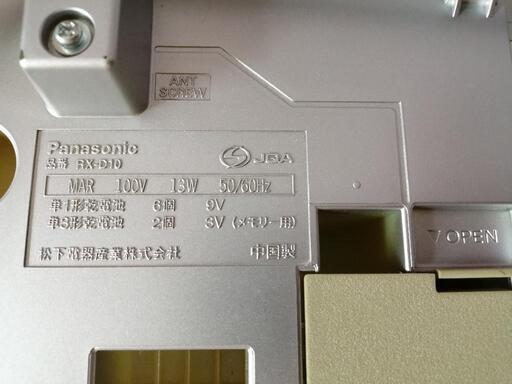 ANT
SCREW
Panasonic
品番 RX-D10
JBA
MAR 100V 13W 50/60Hz
単1形乾電池 6個 9V
単3形乾電池 2個 3V (メモリー用)
松下電器産業株式会社 中国製
▽OPEN